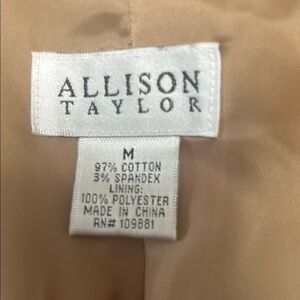 ALLISON
TAYLOR
M
97% COTTON
3% SPANDEX
LINING:
100% POLYESTER
MADE IN CHINA
RN# 109881